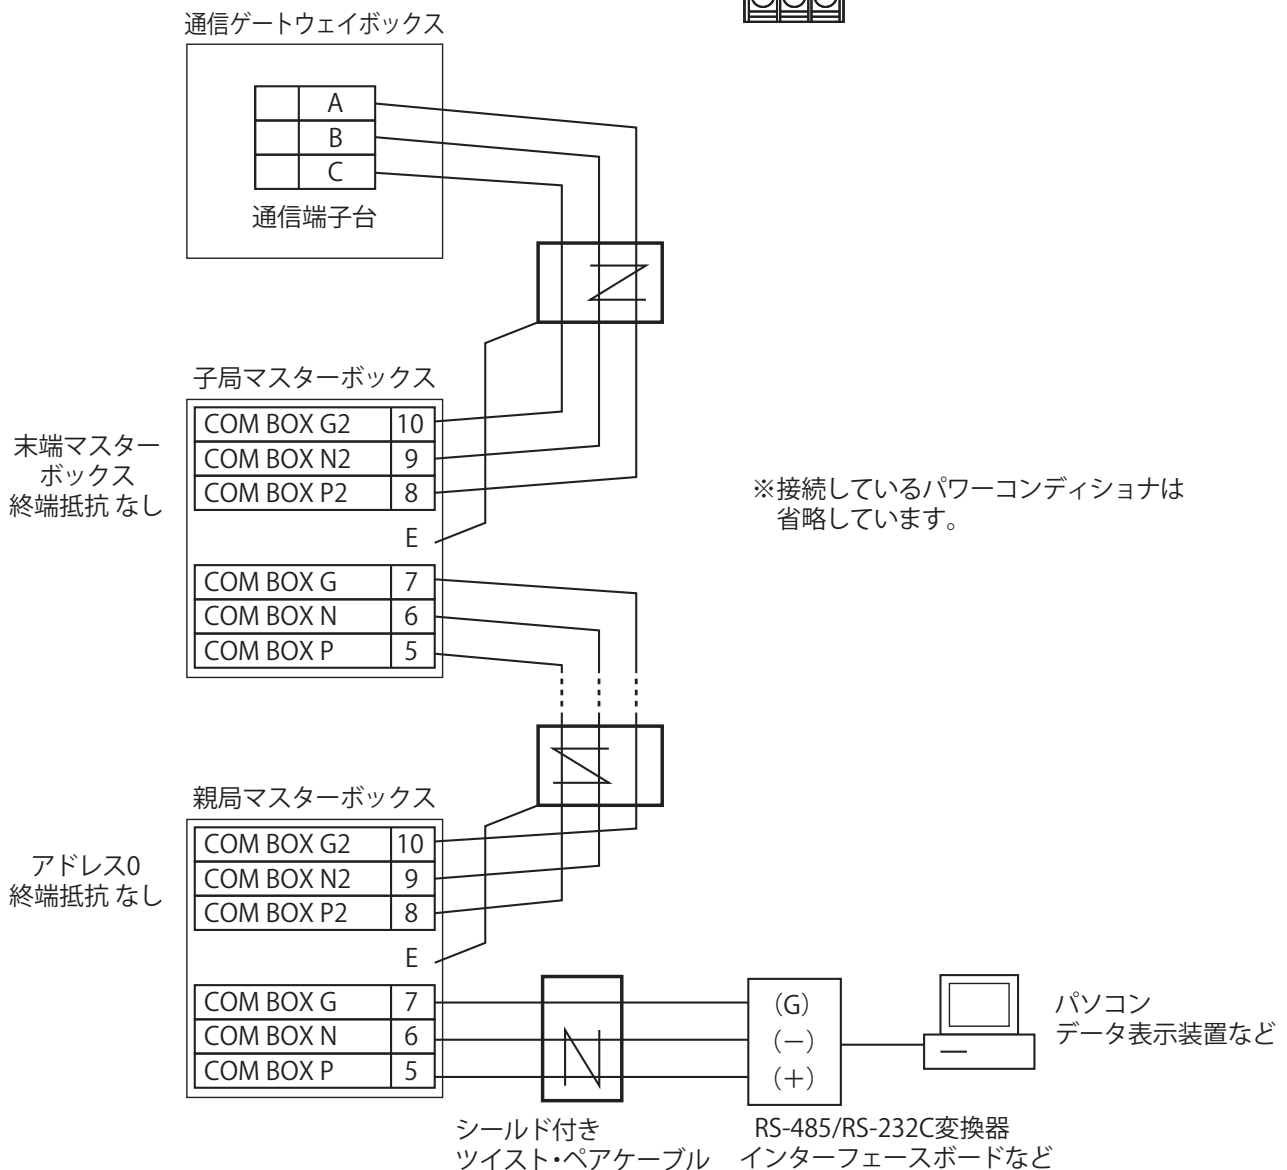 通信ゲートウェイボックス
A
B
C
通信端子台
子局マスターボックス
COM BOX G2 10
COM BOX N2 9
COM BOX P2 8
E
COM BOX G 7
COM BOX N 6
COM BOX P 5
末端マスター
ボックス
終端抵抗 なし
※接続しているパワーコンディショナは
省略しています。
親局マスターボックス
COM BOX G2 10
COM BOX N2 9
COM BOX P2 8
E
COM BOX G 7
COM BOX N 6
COM BOX P 5
アドレス0
終端抵抗 なし
(G)
(−)
(+)
パソコン
データ表示装置など
シールド付き
ツイスト・ペアケーブル
RS-485/RS-232C変換器
インターフェースボードなど